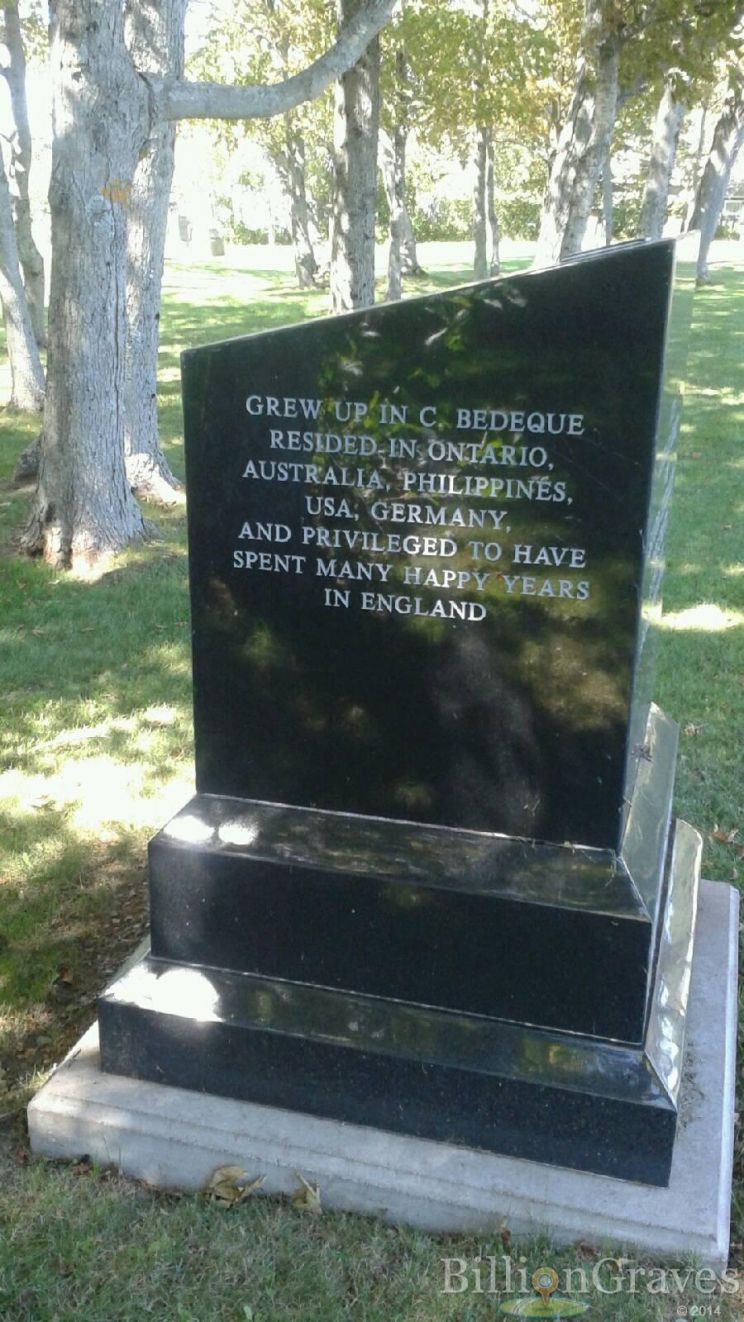 GREW UP IN C. BEDEQUE
RESIDED IN ONTARIO,
AUSTRALIA, PHILIPPINES,
USA, GERMANY,
AND PRIVILEGED TO HAVE
SPENT MANY HAPPY YEARS
IN ENGLAND
BillionGraves
© 2014